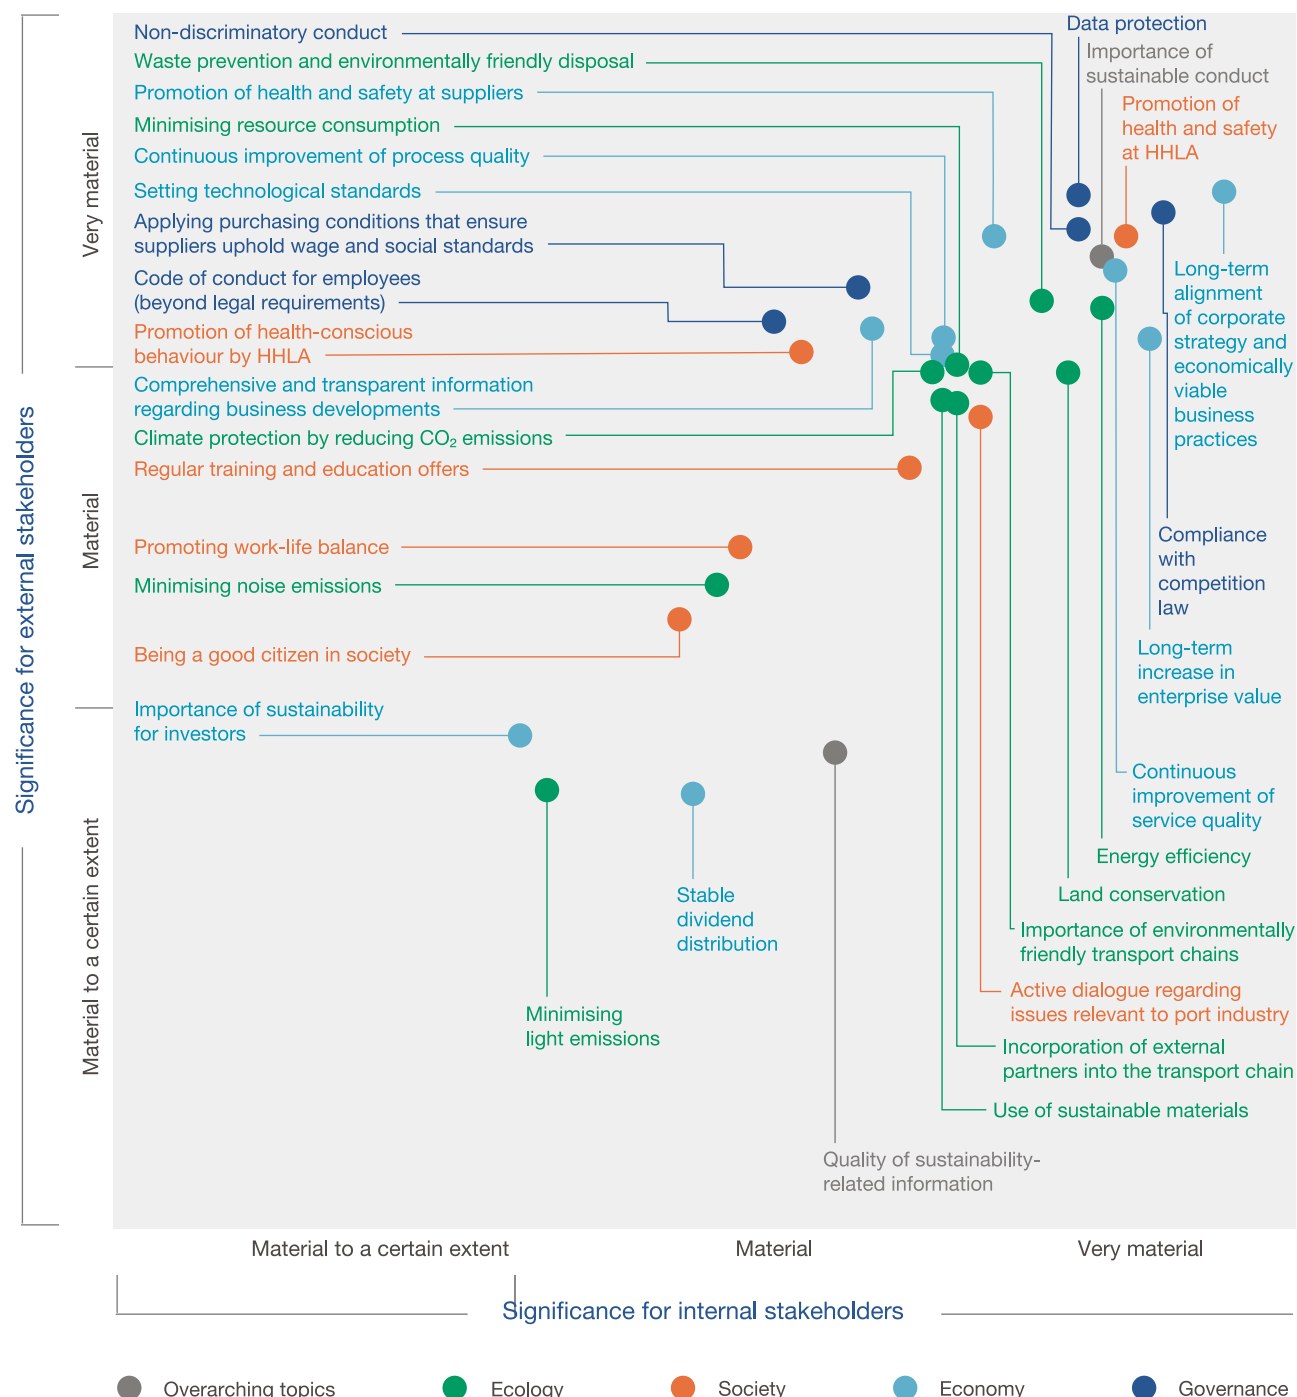 Non-discriminatory conduct
Waste prevention and environmentally friendly disposal
Promotion of health and safety at suppliers
Minimising resource consumption
Continuous improvement of process quality
Setting technological standards
Applying purchasing conditions that ensure
suppliers uphold wage and social standards
Code of conduct for employees
(beyond legal requirements)
Promotion of health-conscious
behaviour by HHLA
Comprehensive and transparent information
regarding business developments
Climate protection by reducing CO₂ emissions
Regular training and education offers
Promoting work-life balance
Minimising noise emissions
Being a good citizen in society
Importance of sustainability
for investors
Data protection
Importance of
sustainable conduct
Promotion of
health and safety
at HHLA
Long-term
alignment
of corporate
strategy and
economically
viable
business
practices
Compliance
with
competition
law
Long-term
increase in
enterprise value
Continuous
improvement of
service quality
Energy efficiency
Land conservation
Importance of environmentally
friendly transport chains
Active dialogue regarding
issues relevant to port industry
Incorporation of external
partners into the transport chain
Use of sustainable materials
Stable
dividend
distribution
Minimising
light emissions
Quality of sustainability-
related information
Significance for external stakeholders
Very material
Material
Material to a certain extent
Material to a certain extent
Material
Very material
Significance for internal stakeholders
Overarching topics
Ecology
Society
Economy
Governance